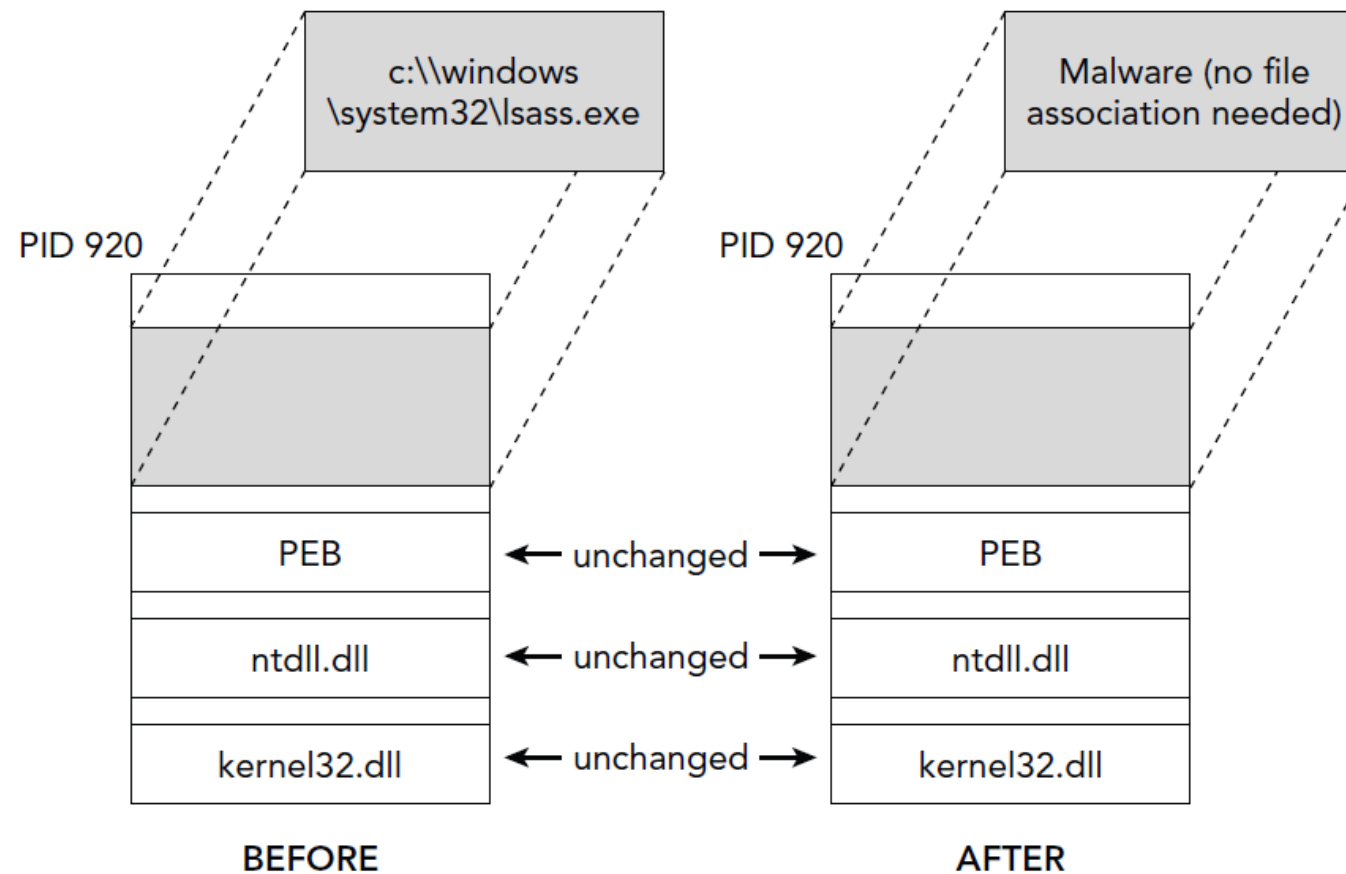 c:\\windows
\system32\lsass.exe
Malware (no file
association needed)
PID 920
PID 920
PEB
unchanged
PEB
ntdll.dll
unchanged
ntdll.dll
kernel32.dll
unchanged
kernel32.dll
BEFORE
AFTER